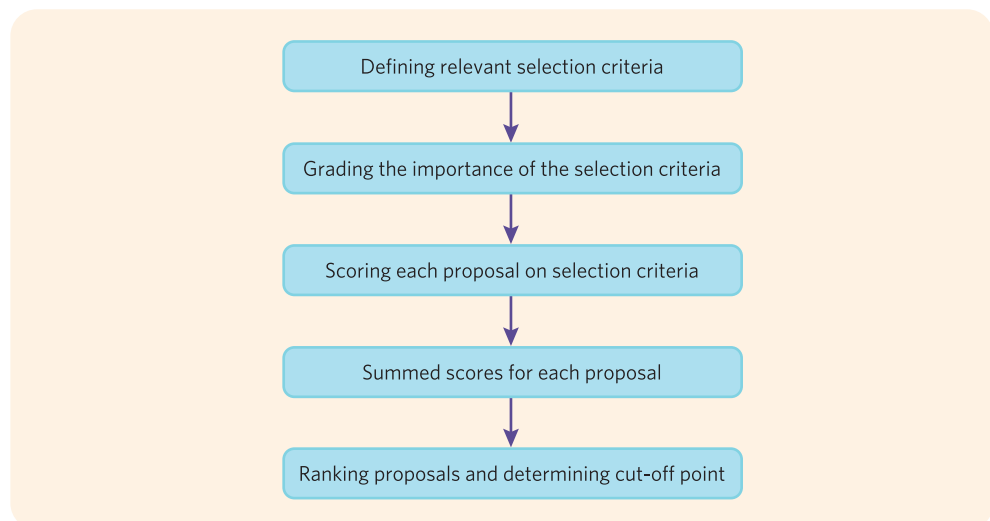 Defining relevant selection criteria
Grading the importance of the selection criteria
Scoring each proposal on selection criteria
Summed scores for each proposal
Ranking proposals and determining cut-off point